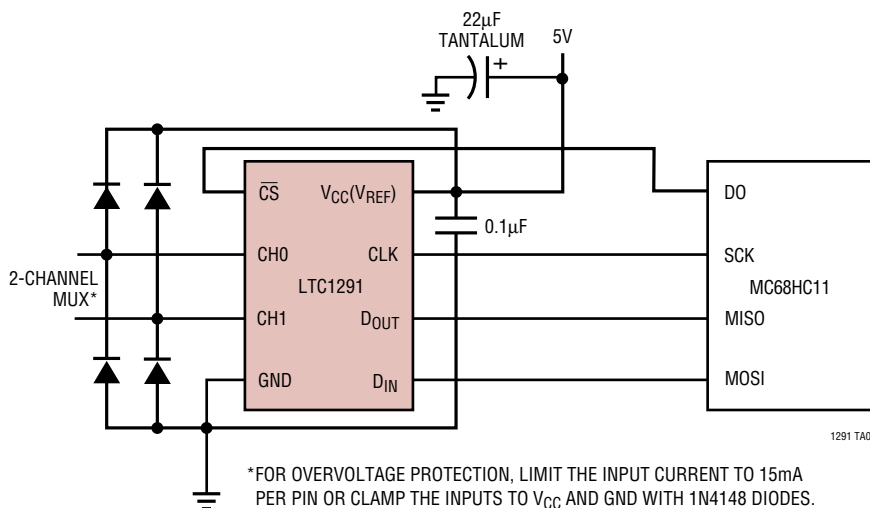 22µF
TANTALUM
+
5V
CS
VCC(VREF)
DO
0.1µF
CH0
CLK
SCK
2-CHANNEL
MUX*
LTC1291
MC68HC11
CH1
DOUT
MISO
GND
DIN
MOSI
1291 TA0
*FOR OVERVOLTAGE PROTECTION, LIMIT THE INPUT CURRENT TO 15mA
PER PIN OR CLAMP THE INPUTS TO VCC AND GND WITH 1N4148 DIODES.